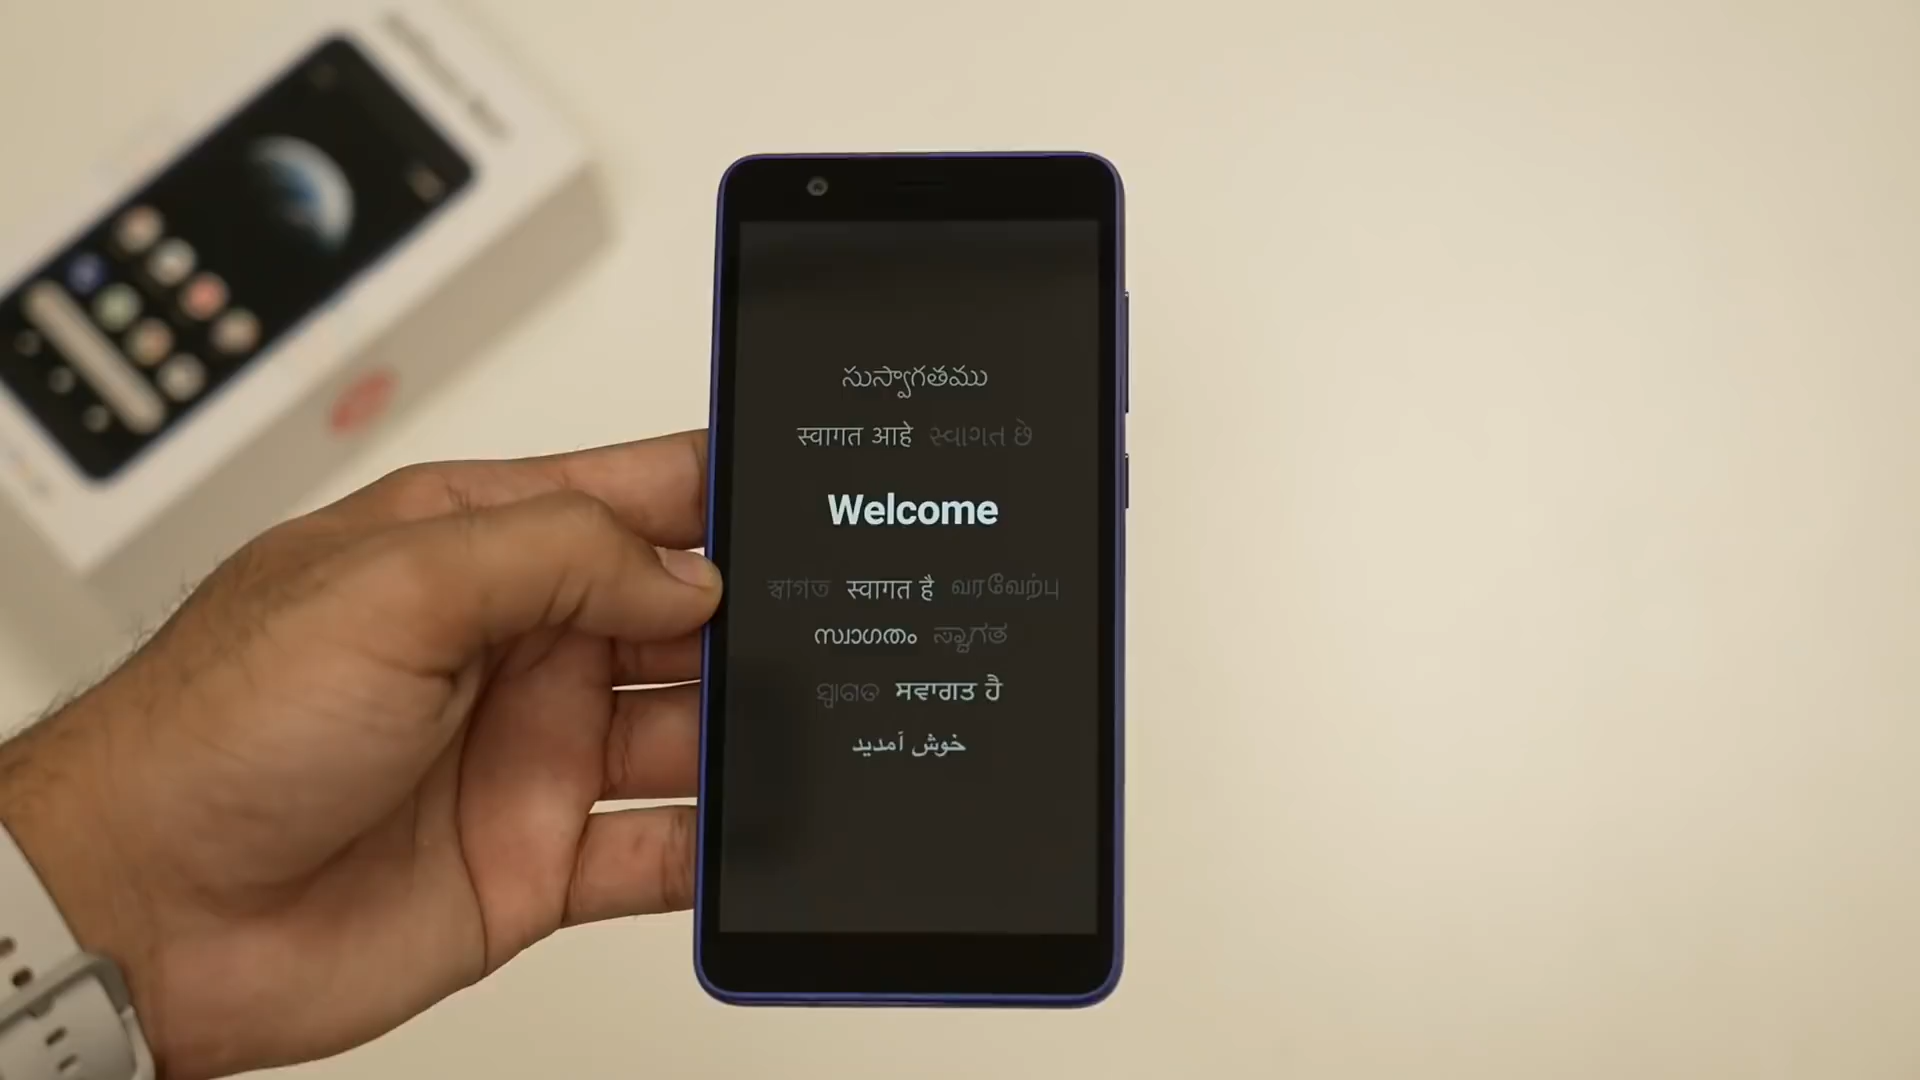 సుస్వాగతము
स्वागत आहे સ્વાગત છે
Welcome
স্বাগত स्वागत है வரவேற்பு
സ്വാഗതം ಸ್ವಾಗತ
ସ୍ୱାଗତ ਸਵਾਗਤ ਹੈ
خوش آمدید